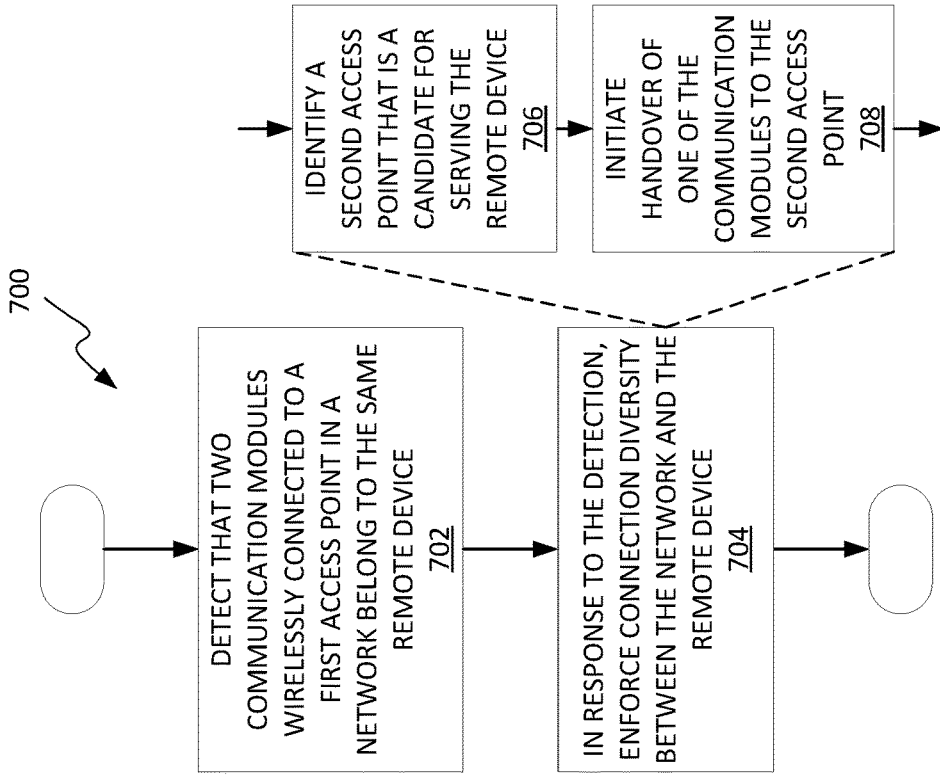 700
DETECT THAT TWO
COMMUNICATION MODULES
WIRELESSLY CONNECTED TO A
FIRST ACCESS POINT IN A
NETWORK BELONG TO THE SAME
REMOTE DEVICE
702
IN RESPONSE TO THE DETECTION,
ENFORCE CONNECTION DIVERSITY
BETWEEN THE NETWORK AND THE
REMOTE DEVICE
704
IDENTIFY A
SECOND ACCESS
POINT THAT IS A
CANDIDATE FOR
SERVING THE
REMOTE DEVICE
706
INITIATE
HANDOVER OF
ONE OF THE
COMMUNICATION
MODULES TO THE
SECOND ACCESS
POINT
708